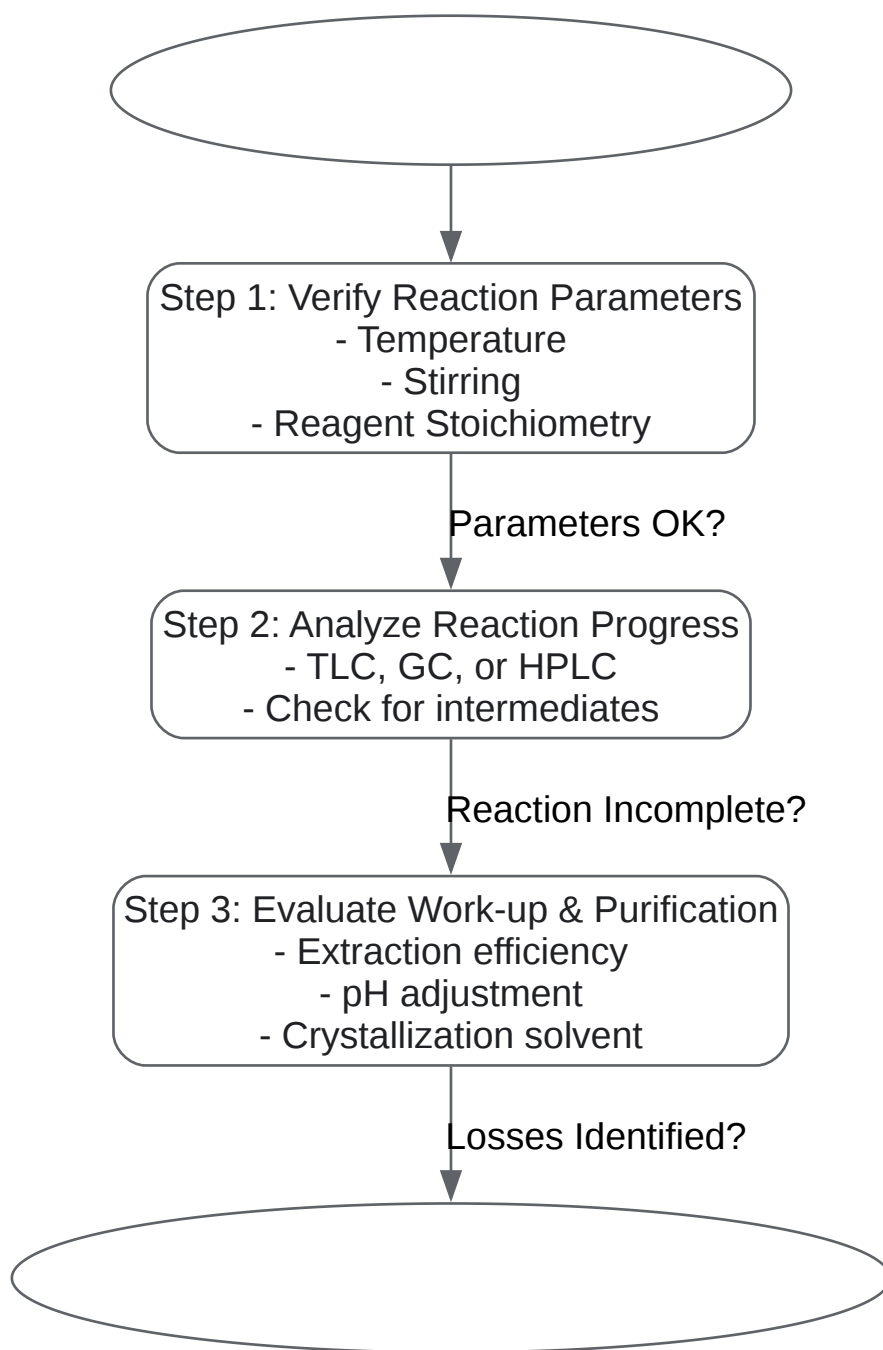 Step 1: Verify Reaction Parameters
- Temperature
- Stirring
- Reagent Stoichiometry
Parameters OK?
Step 2: Analyze Reaction Progress
- TLC, GC, or HPLC
- Check for intermediates
Reaction Incomplete?
Step 3: Evaluate Work-up & Purification
- Extraction efficiency
- pH adjustment
- Crystallization solvent
Losses Identified?